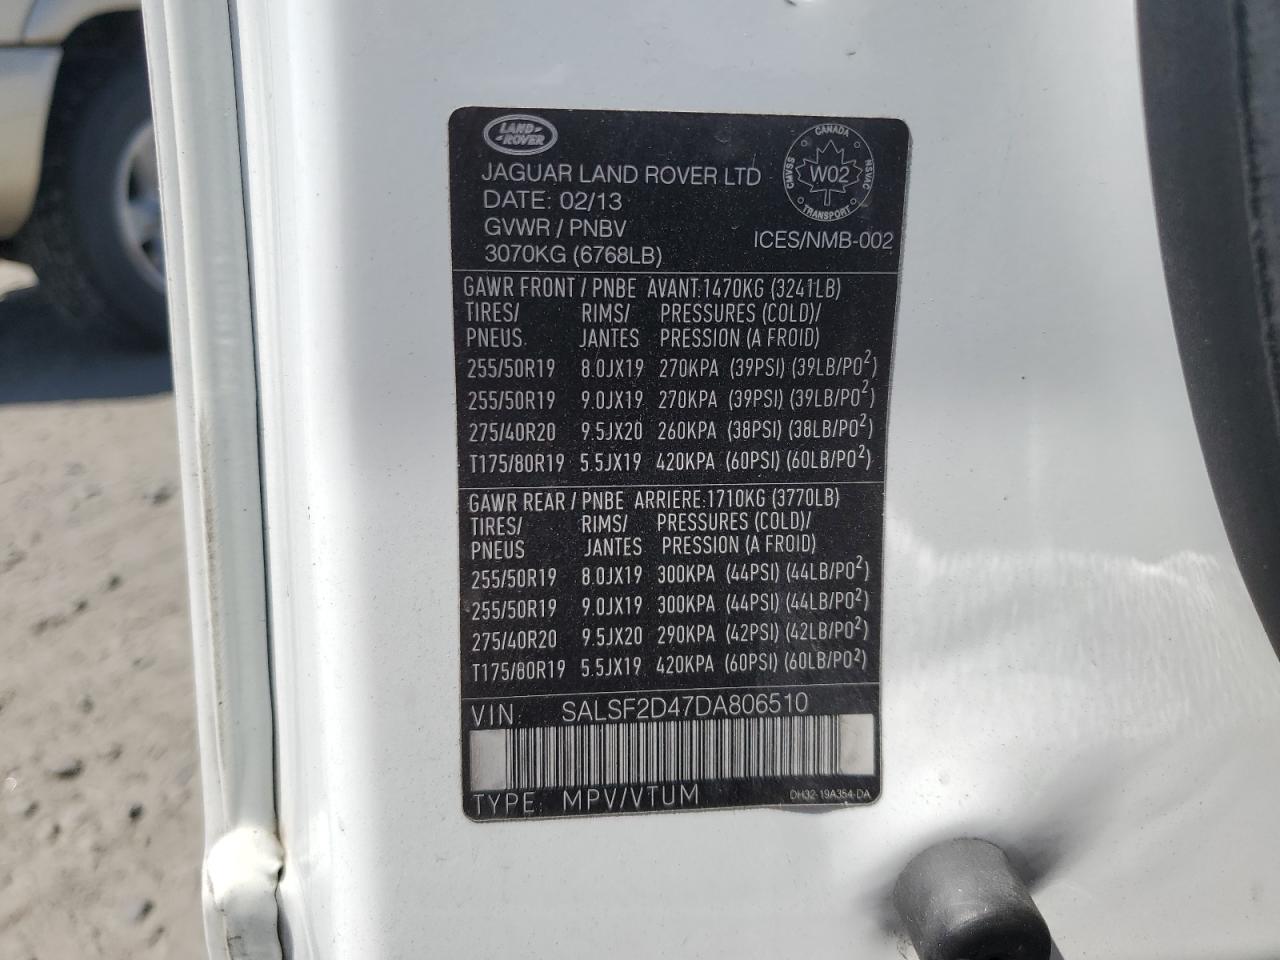 LAND-
-ROVER
CANADA
CMVSS
W02
NSVAC
TRANSPORT
JAGUAR LAND ROVER LTD
DATE: 02/13
GVWR / PNBV
3070KG (6768LB)
ICES/NMB-002
GAWR FRONT / PNBE AVANT:1470KG (3241LB)
TIRES/ RIMS/ PRESSURES (COLD)/
PNEUS. JANTES PRESSION (A FROID)
255/50R19 8.0JX19 270KPA (39PSI) (39LB/PO²)
255/50R19 9.0JX19 270KPA (39PSI) (39LB/PO²)
275/40R20 9.5JX20 260KPA (38PSI) (38LB/PO²)
T175/80R19 5.5JX19 420KPA (60PSI) (60LB/PO²)
GAWR REAR / PNBE ARRIERE:1710KG (3770LB)
TIRES/ RIMS/ PRESSURES (COLD)/
PNEUS JANTES PRESSION (A FROID)
255/50R19 8.0JX19 300KPA (44PSI) (44LB/PO²)
255/50R19 9.0JX19 300KPA (44PSI) (44LB/PO²)
275/40R20 9.5JX20 290KPA (42PSI) (42LB/PO²)
T175/80R19 5.5JX19 420KPA (60PSI) (60LB/PO²)
VIN: SALSF2D47DA806510
TYPE: MPV/VTUM
DH32-19A354-DA